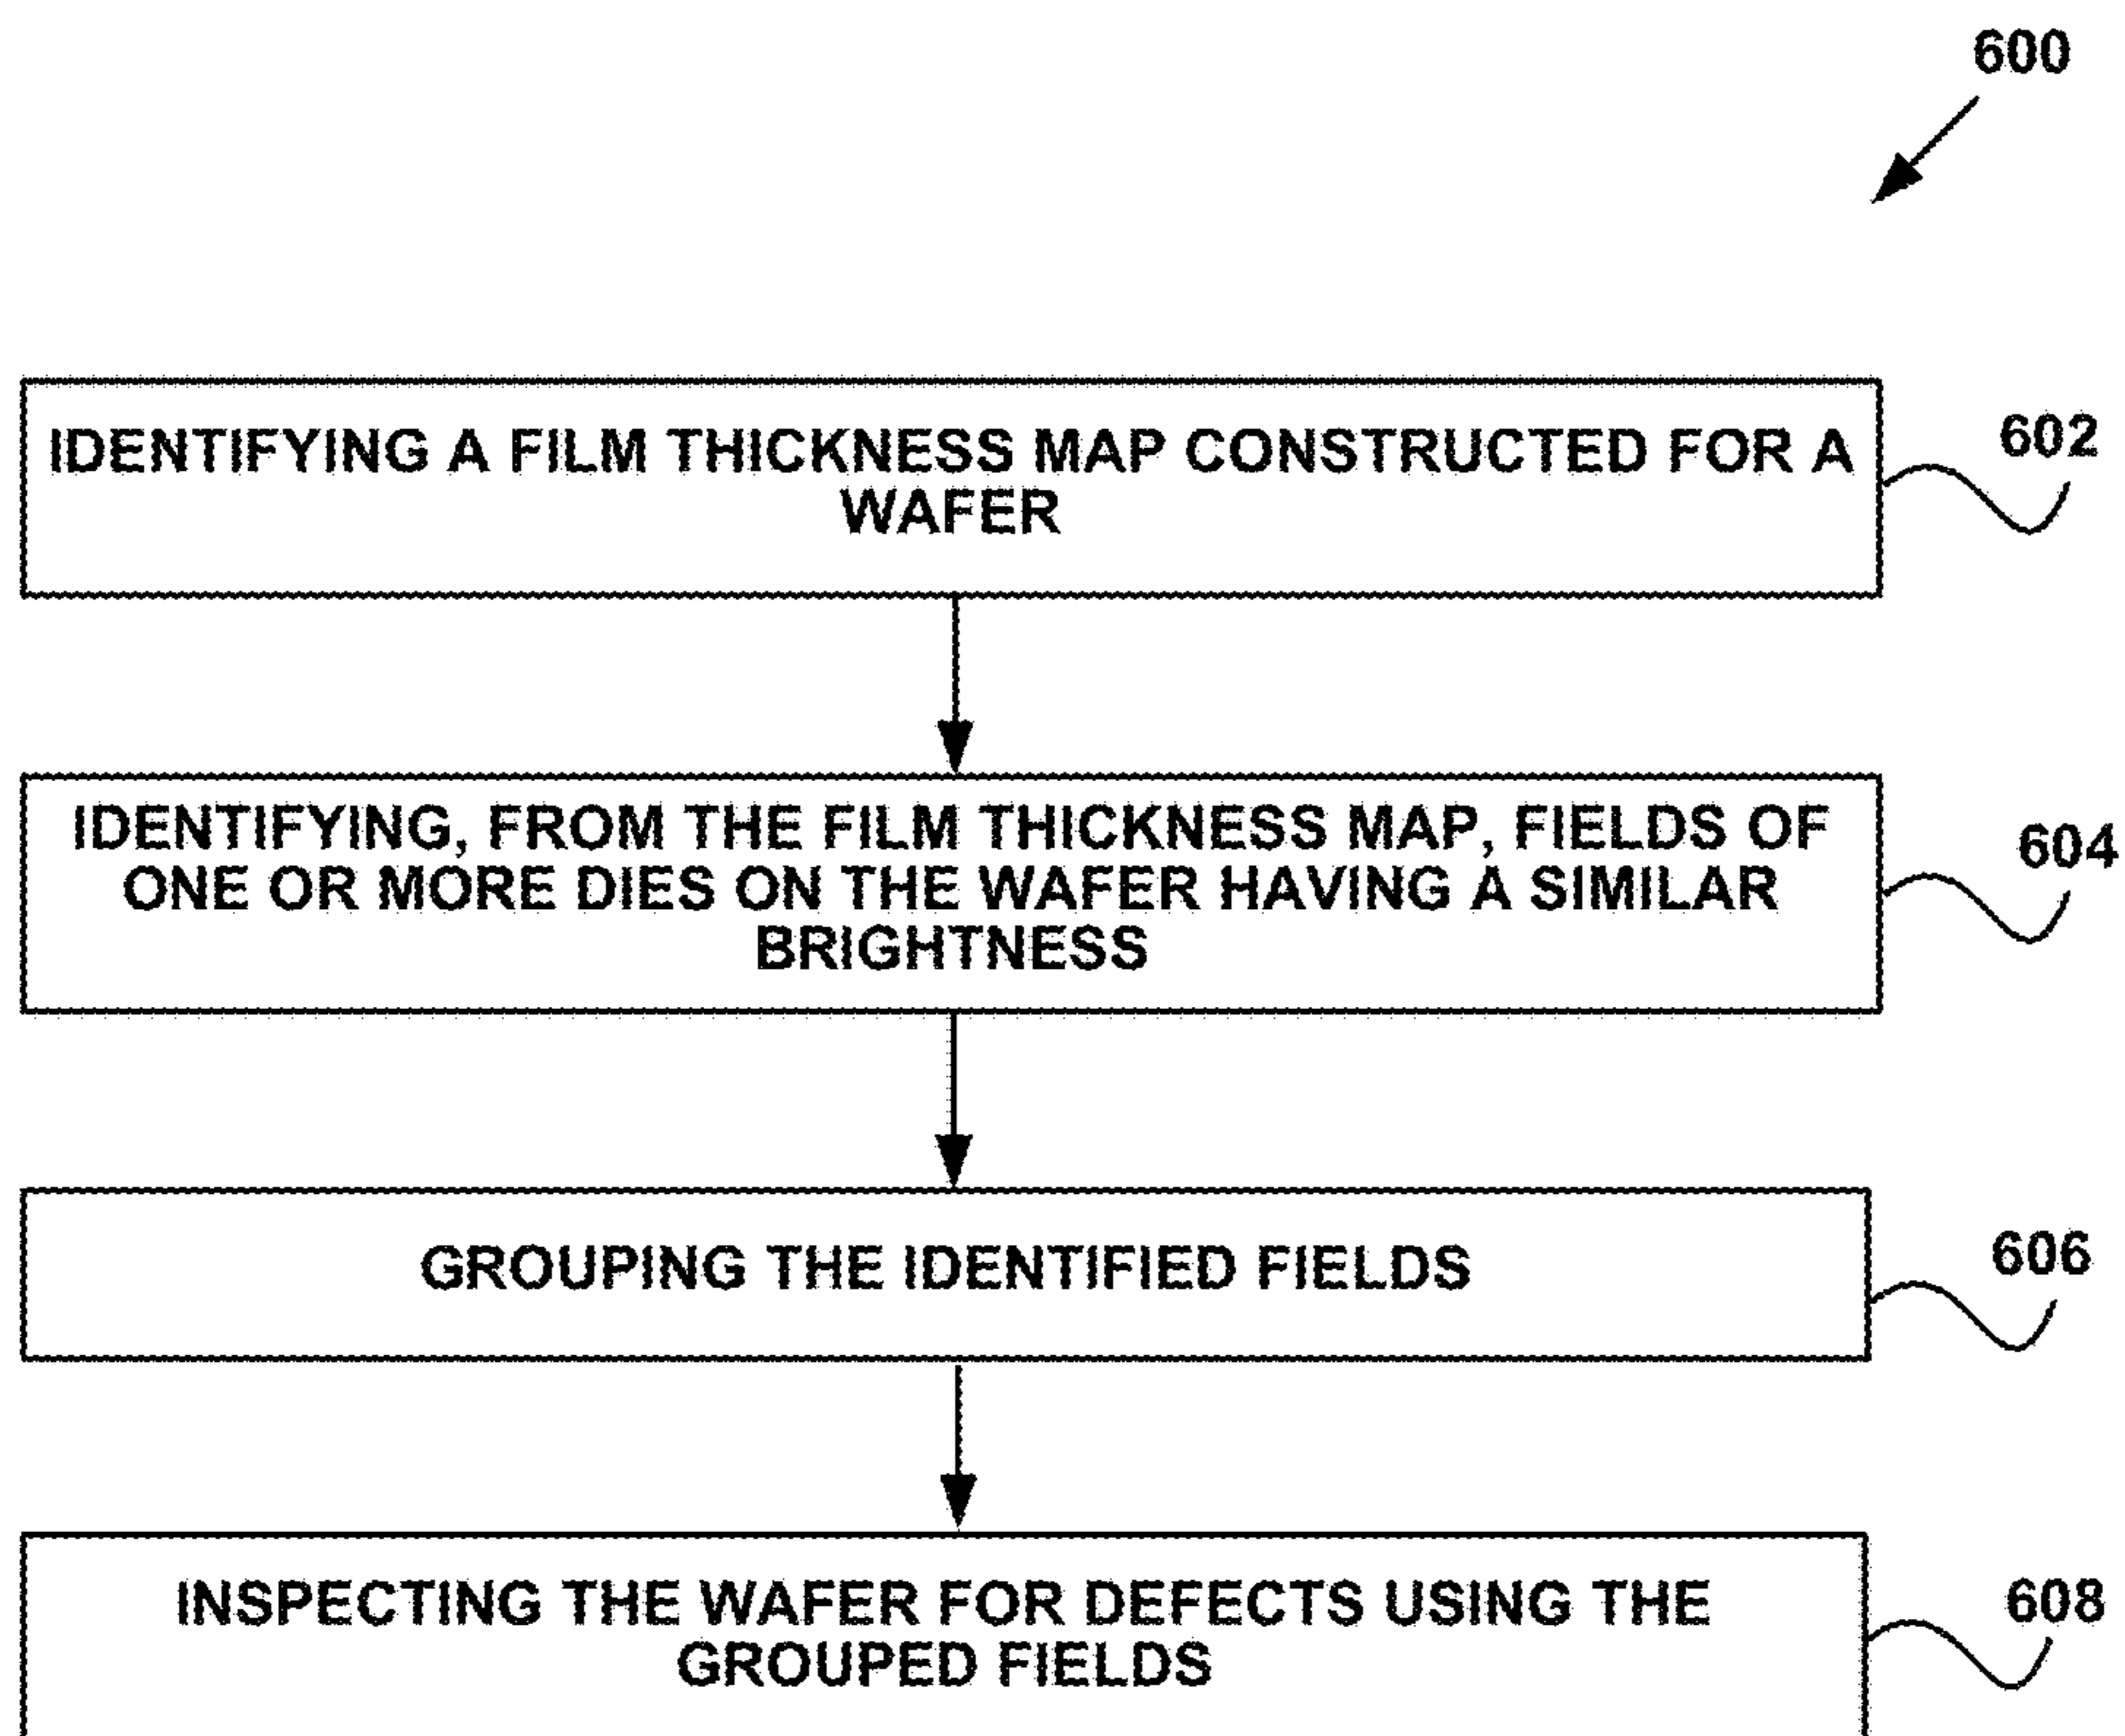 600
IDENTIFYING A FILM THICKNESS MAP CONSTRUCTED FOR A
WAFER
602
IDENTIFYING, FROM THE FILM THICKNESS MAP, FIELDS OF
ONE OR MORE DIES ON THE WAFER HAVING A SIMILAR
BRIGHTNESS
604
GROUPING THE IDENTIFIED FIELDS
606
INSPECTING THE WAFER FOR DEFECTS USING THE
GROUPED FIELDS
608